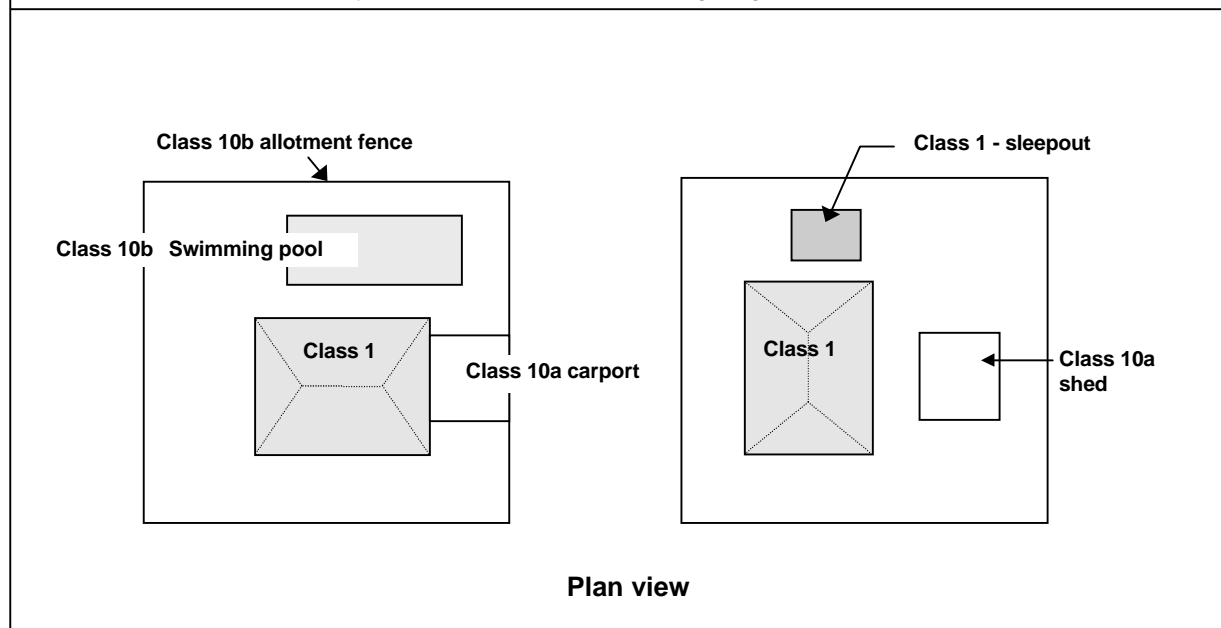 Class 10b allotment fence
Class 1 - sleepout
Class 10b Swimming pool
Class 1
Class 10a carport
Class 1
Class 10a
shed
Plan view